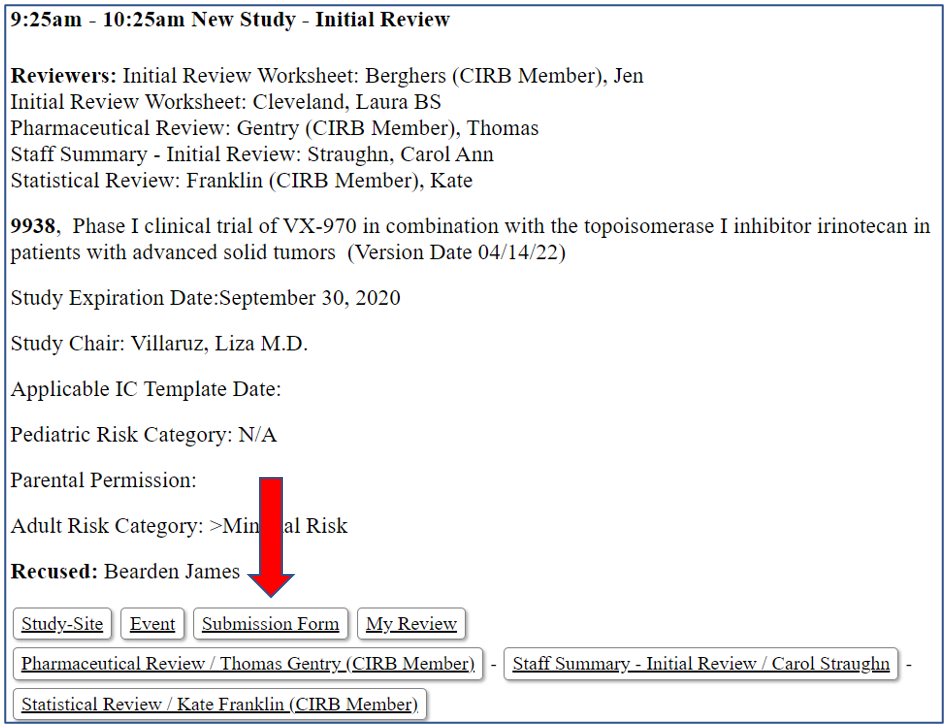 9:25am - 10:25am New Study - Initial Review
Reviewers: Initial Review Worksheet: Berghers (CIRB Member), Jen
Initial Review Worksheet: Cleveland, Laura BS
Pharmaceutical Review: Gentry (CIRB Member), Thomas
Staff Summary - Initial Review: Straughn, Carol Ann
Statistical Review: Franklin (CIRB Member), Kate
9938,  Phase I clinical trial of VX-970 in combination with the topoisomerase I inhibitor irinotecan in
patients with advanced solid tumors  (Version Date 04/14/22)
Study Expiration Date:September 30, 2020
Study Chair: Villaruz, Liza M.D.
Applicable IC Template Date:
Pediatric Risk Category: N/A
Parental Permission:
Adult Risk Category: >Minimal Risk
Recused: Bearden James
Study-Site Event Submission Form My Review
Pharmaceutical Review / Thomas Gentry (CIRB Member) - Staff Summary - Initial Review / Carol Straughn -
Statistical Review / Kate Franklin (CIRB Member)